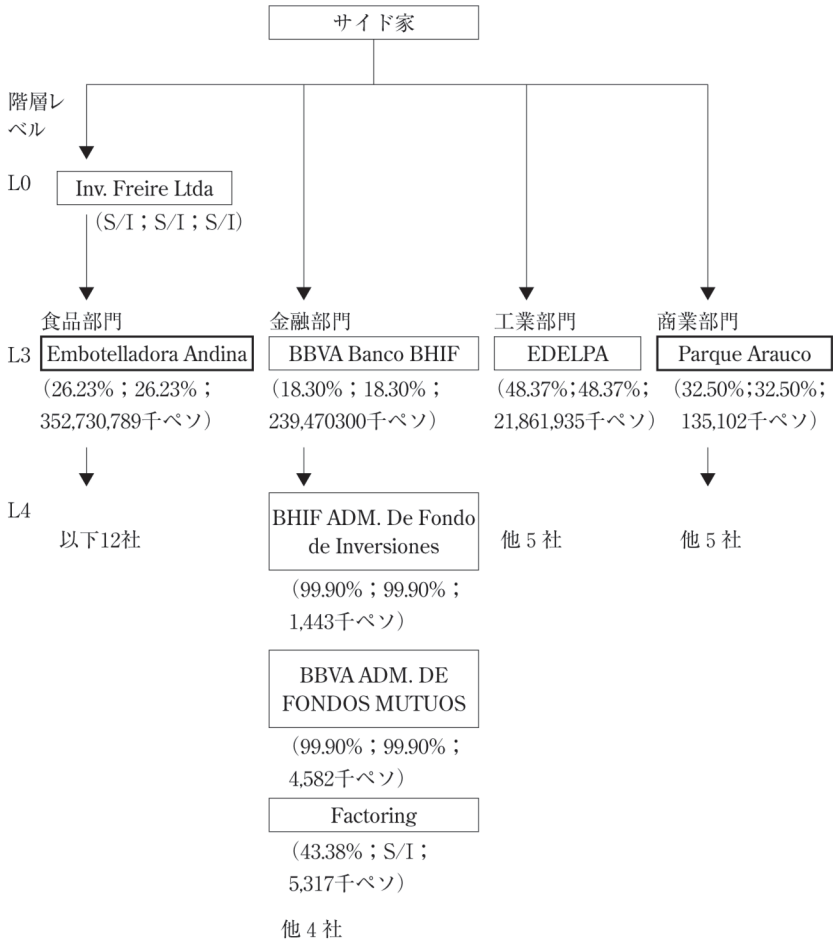 サイド家
階層レ
ベル
L0
Inv. Freire Ltda
（S/I；S/I；S/I）
食品部門
金融部門
工業部門
商業部門
L3
Embotelladora Andina
BBVA Banco BHIF
EDELPA
Parque Arauco
（26.23%；26.23%；
352,730,789千ペソ）
（18.30%；18.30%；
239,470300千ペソ）
（48.37%;48.37%;
21,861,935千ペソ）
（32.50%;32.50%;
135,102千ペソ）
L4
以下12社
BHIF ADM. De Fondo
de Inversiones
他５社
他５社
（99.90%；99.90%；
1,443千ペソ）
BBVA ADM. DE
FONDOS MUTUOS
（99.90%；99.90%；
4,582千ペソ）
Factoring
（43.38%；S/I；
5,317千ペソ）
他４社